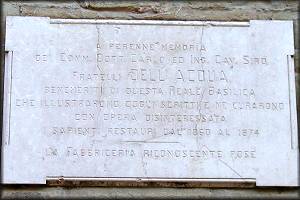 A PERENNE MEMORIA
DE' COMM. DOTT. CARLO ED ING. CAV. SIRO
FRATELLI DELL'ACQUA
BENEMERITI DI QUESTA REALE BASILICA
CHE ILLUSTRARONO COGLI SCRITTI E NE CURARONO
CON OPERA DISINTERESSATA
I SAPIENTI RESTAURI DAL 1860 AL 1874
LA FABBRICERIA RICONOSCENTE POSE